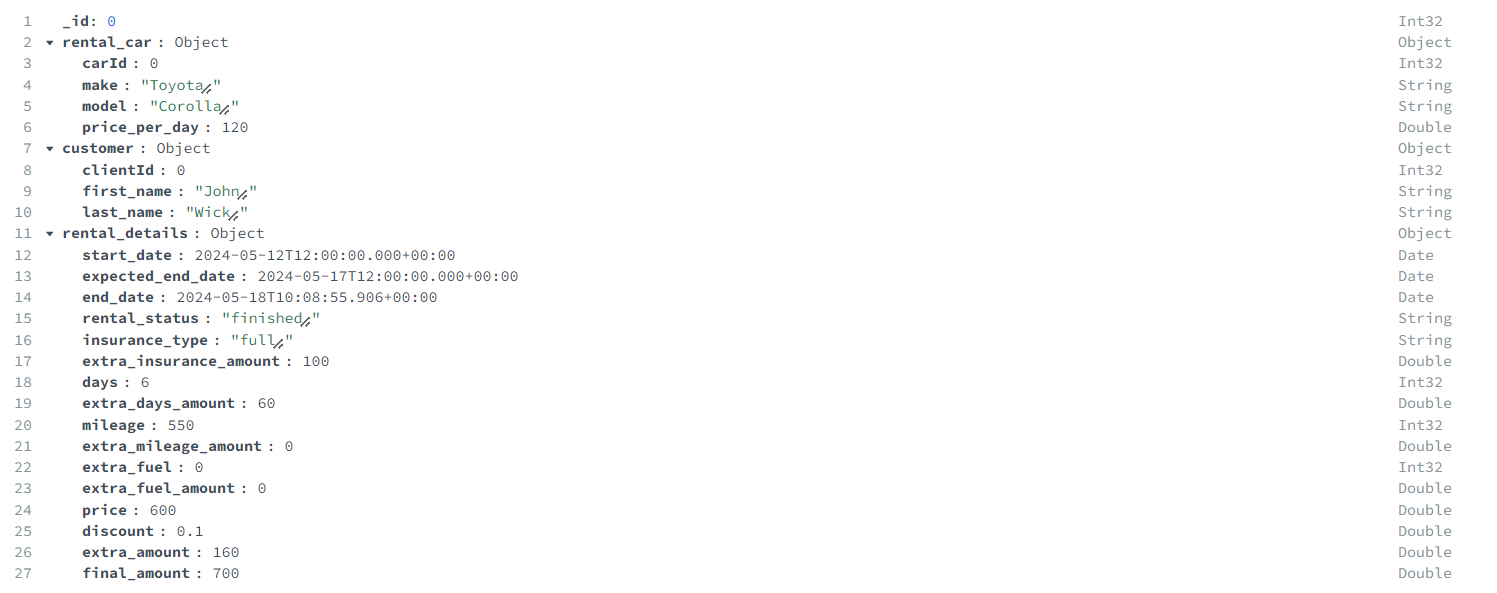 1 _id: 0 Int32
2 rental_car : Object Object
3 carId : 0 Int32
4 make : "Toyota" String
5 model : "Corolla" String
6 price_per_day : 120 Double
7 customer : Object Object
8 clientId : 0 Int32
9 first_name : "John" String
10 last_name : "Wick" String
11 rental_details : Object Object
12 start_date : 2024-05-12T12:00:00.000+00:00 Date
13 expected_end_date : 2024-05-17T12:00:00.000+00:00 Date
14 end_date : 2024-05-18T10:08:55.906+00:00 Date
15 rental_status : "finished" String
16 insurance_type : "full" String
17 extra_insurance_amount : 100 Double
18 days : 6 Int32
19 extra_days_amount : 60 Double
20 mileage : 550 Int32
21 extra_mileage_amount : 0 Double
22 extra_fuel : 0 Int32
23 extra_fuel_amount : 0 Double
24 price : 600 Double
25 discount : 0.1 Double
26 extra_amount : 160 Double
27 final_amount : 700 Double